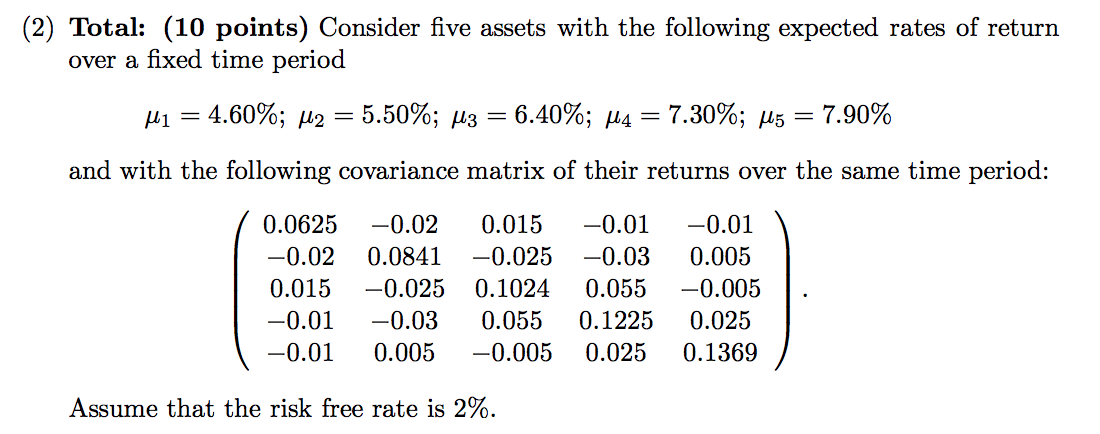 (2) Total: (10 points) Consider five assets with the following expected rates of return
over a fixed time period
μ1 = 4.60%; μ2 = 5.50%; μ3 = 6.40%; μ4 = 7.30%; μ5 = 7.90%
and with the following covariance matrix of their returns over the same time period:
0.0625 −0.02 0.015 −0.01 −0.01
−0.02 0.0841 −0.025 −0.03 0.005
0.015 −0.025 0.1024 0.055 −0.005
−0.01 −0.03 0.055 0.1225 0.025
−0.01 0.005 −0.005 0.025 0.1369
Assume that the risk free rate is 2%.